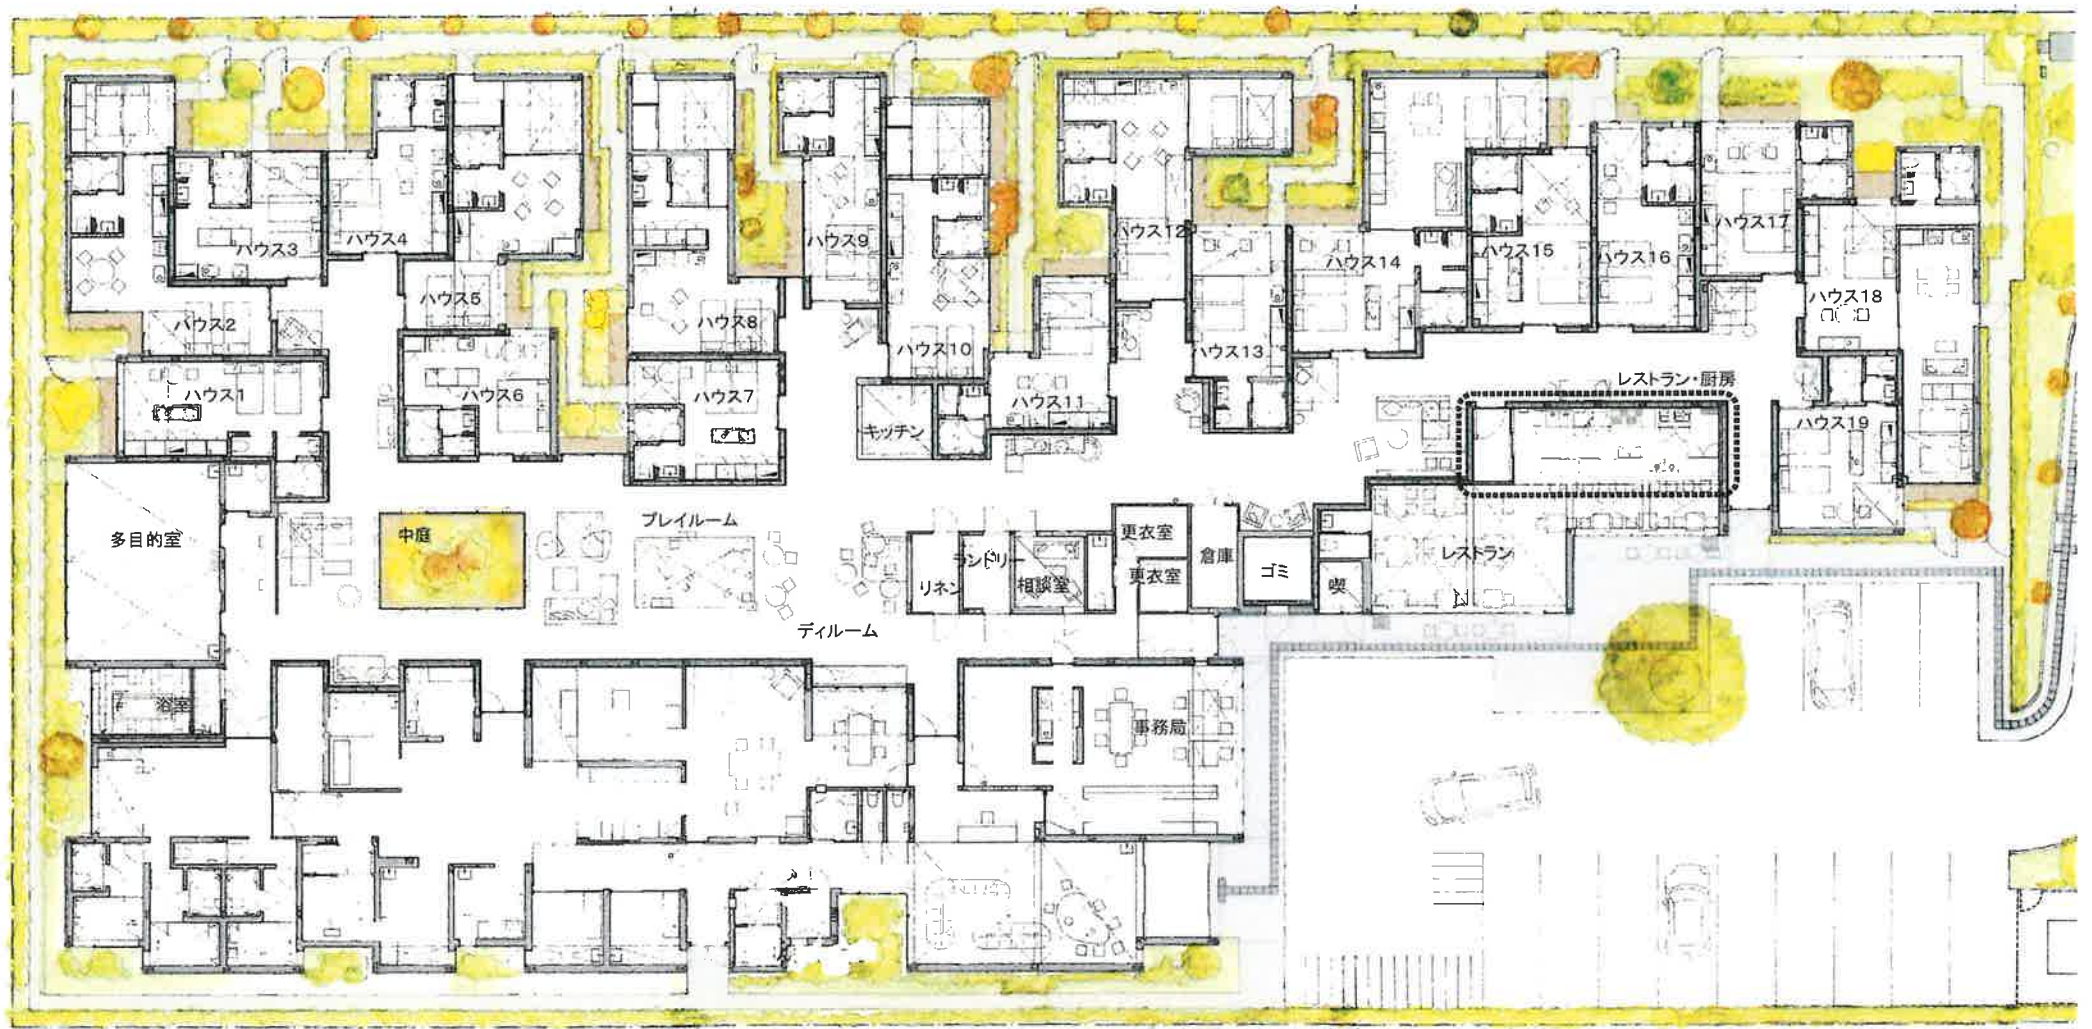 ハウス3
ハウス4
ハウス5
ハウス2
ハウス1
ハウス6
ハウス8
ハウス7
ハウス9
ハウス10
キッチン
ハウス11
ハウス12
ハウス13
ハウス14
ハウス15
ハウス16
ハウス17
ハウス18
ハウス19
レストラン・厨房
多目的室
中庭
プレイルーム
ディルーム
リネン
ランドリー
相談室
更衣室
更衣室
倉庫
ゴミ
喫
レストラン
浴室
事務局